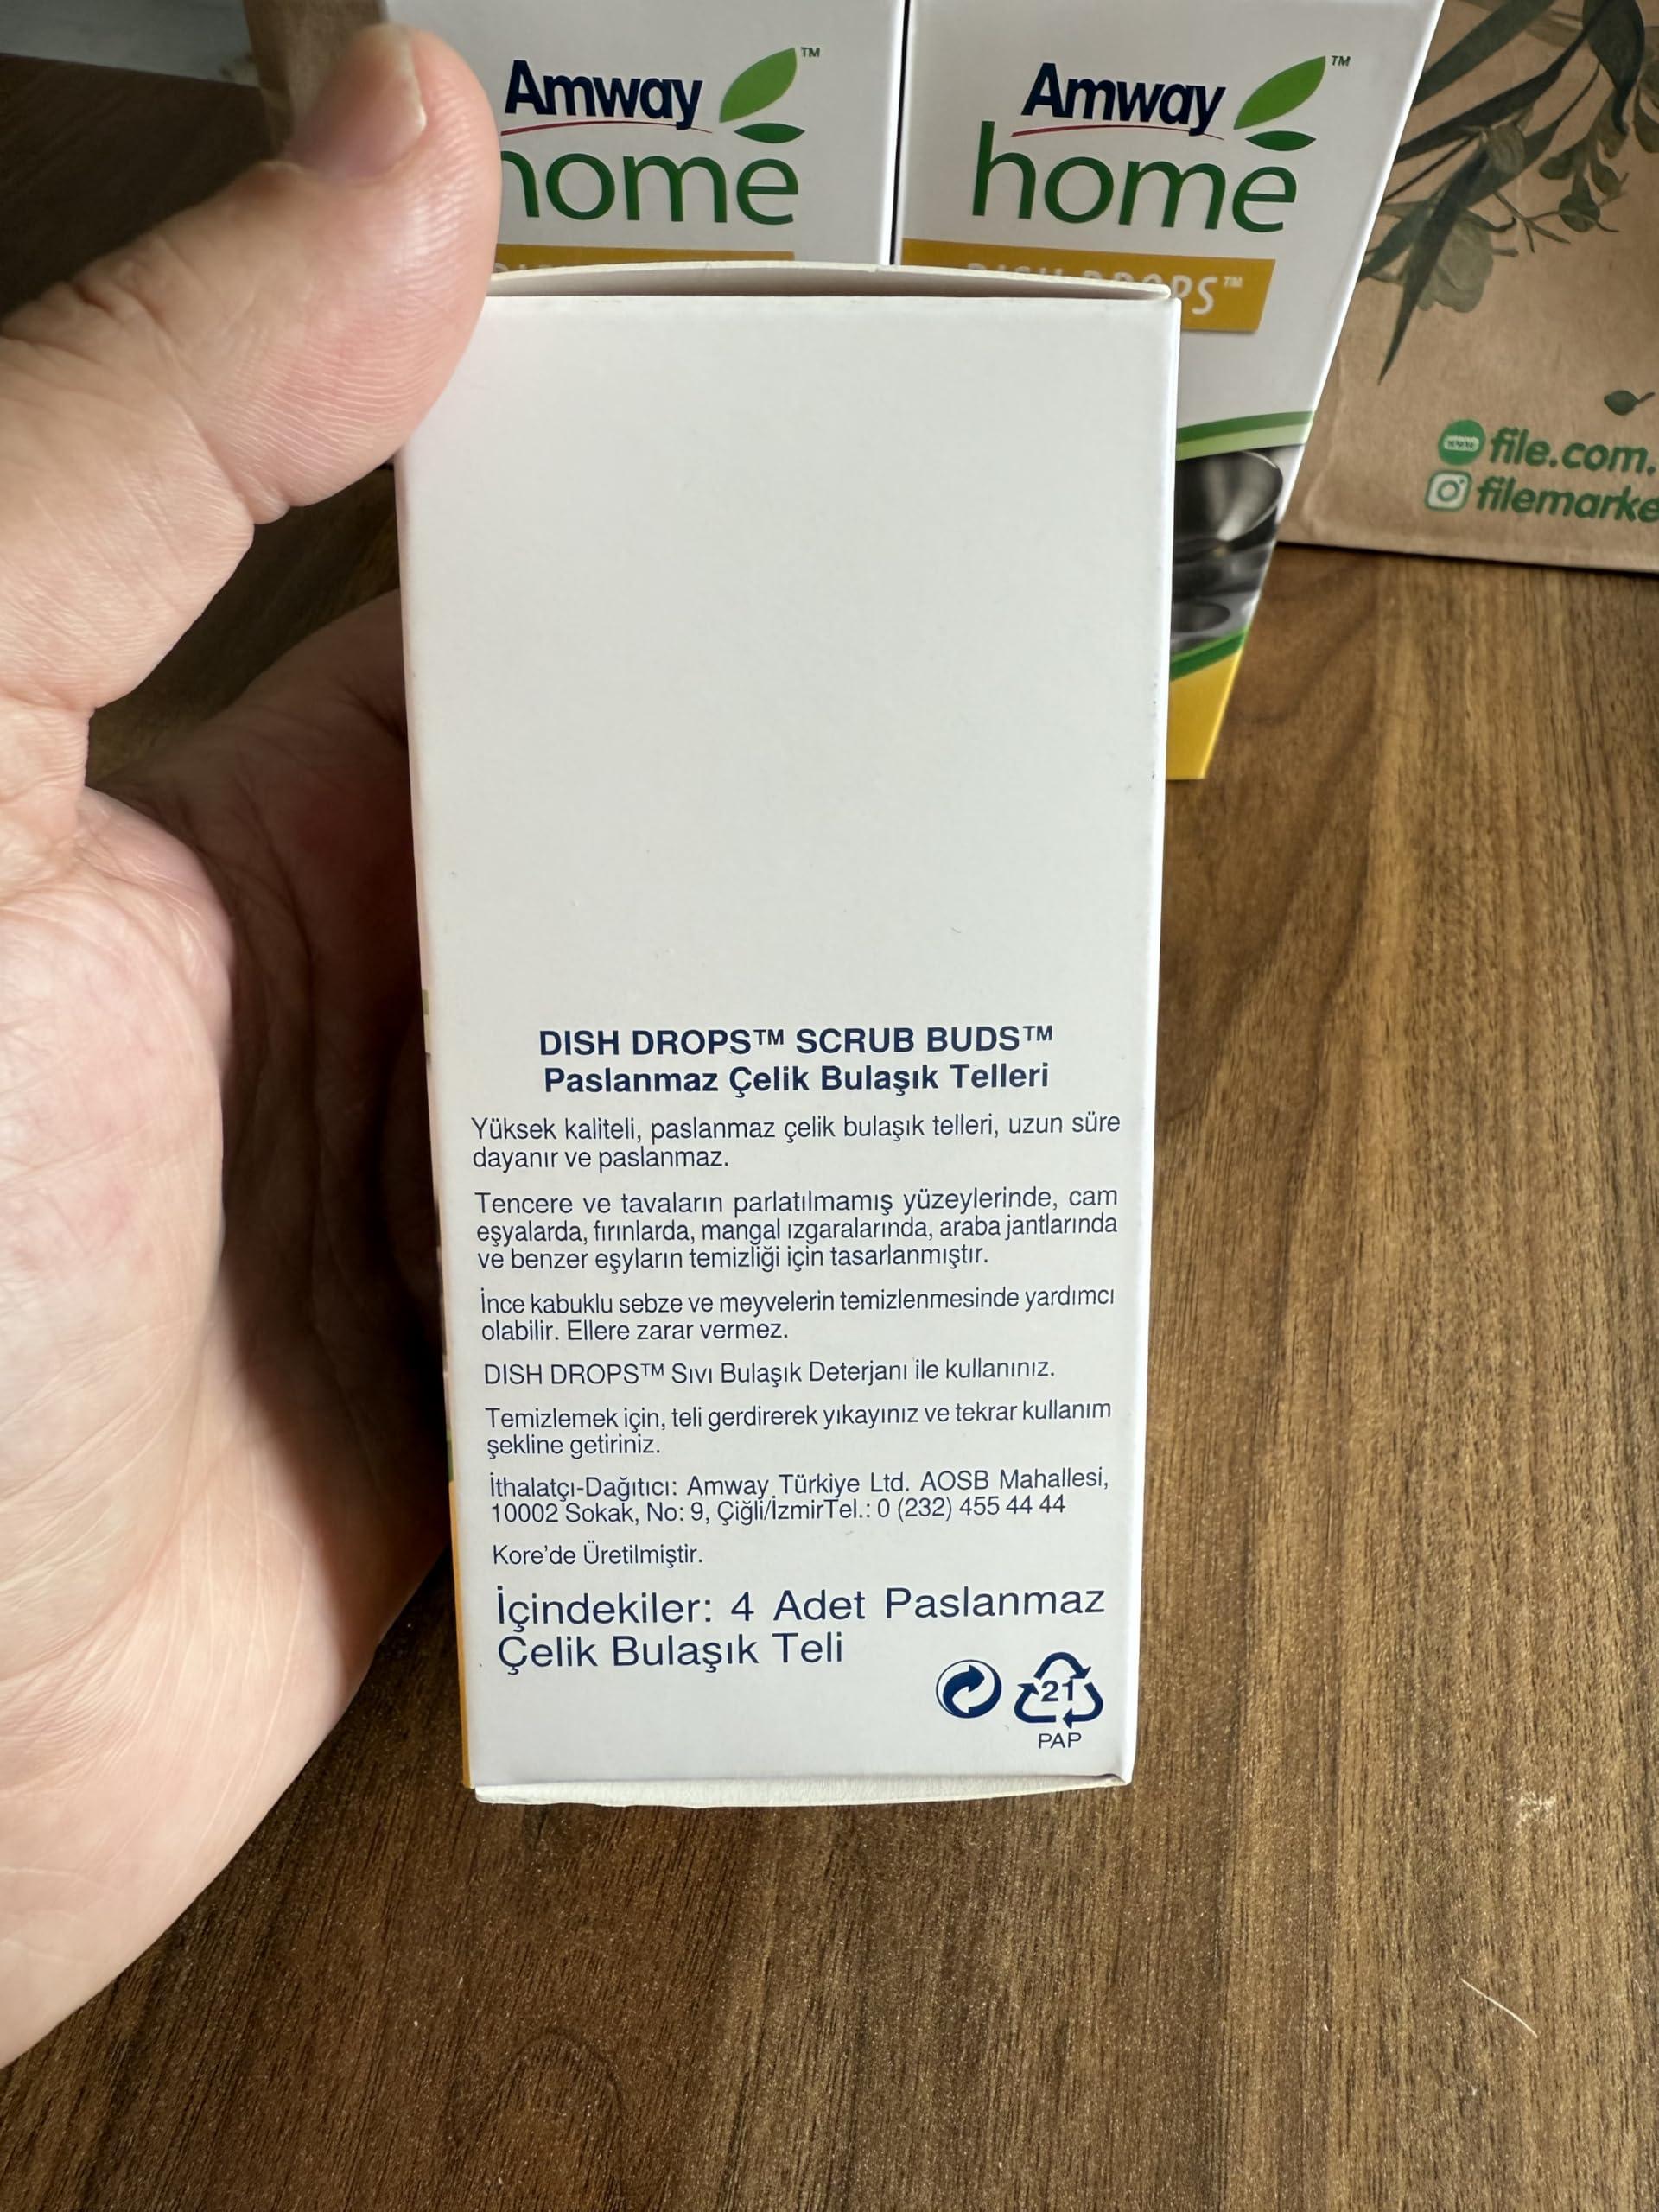 Amway™
home
Amway™
home
DISH DROPS™
www file.com.
filemarke
DISH DROPS™ SCRUB BUDS™
Paslanmaz Çelik Bulaşık Telleri
Yüksek kaliteli, paslanmaz çelik bulaşık telleri, uzun süre
dayanır ve paslanmaz.
Tencere ve tavaların parlatılmamış yüzeylerinde, cam
eşyalarda, fırınlarda, mangal ızgaralarında, araba jantlarında
ve benzer eşyların temizliği için tasarlanmıştır.
İnce kabuklu sebze ve meyvelerin temizlenmesinde yardımcı
olabilir. Ellere zarar vermez.
DISH DROPS™ Sıvı Bulaşık Deterjanı ile kullanınız.
Temizlemek için, teli gerdirerek yıkayınız ve tekrar kullanım
şekline getiriniz.
İthalatçı-Dağıtıcı: Amway Türkiye Ltd. AOSB Mahallesi,
10002 Sokak, No: 9, Çiğli/İzmirTel.: 0 (232) 455 44 44
Kore'de Üretilmiştir.
İçindekiler: 4 Adet Paslanmaz
Çelik Bulaşık Teli
21
PAP